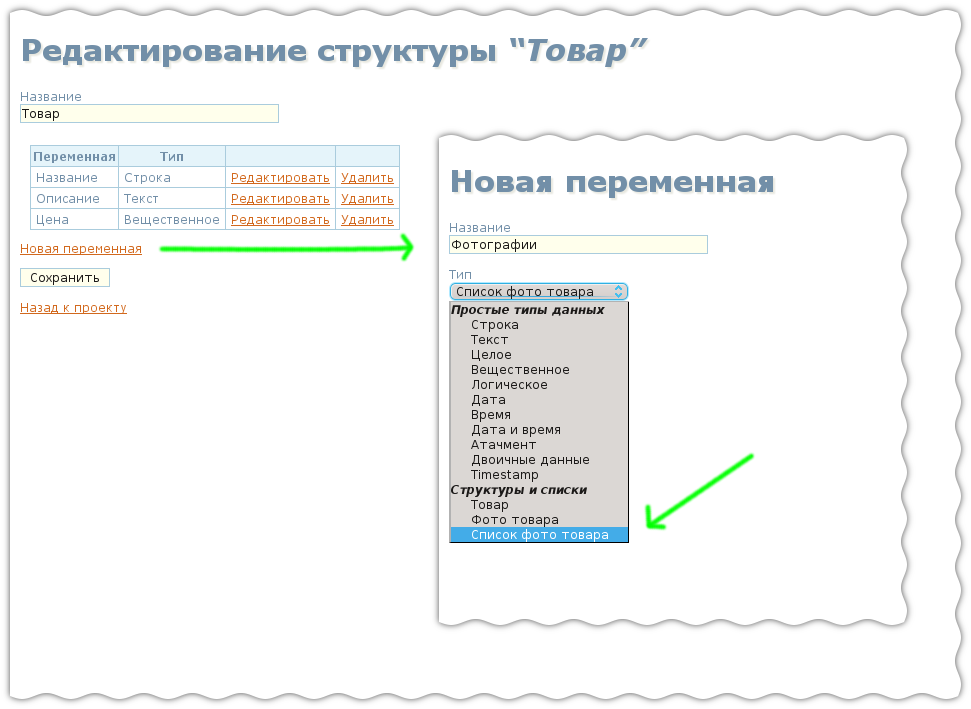 Редактирование структуры “Товар”
Название
Товар
Переменная Тип
Название Строка Редактировать Удалить
Описание Текст Редактировать Удалить
Цена Вещественное Редактировать Удалить
Новая переменная
Сохранить
Назад к проекту
Новая переменная
Название
Фотографии
Тип
Список фото товара
Простые типы данных
Строка
Текст
Целое
Вещественное
Логическое
Дата
Время
Дата и время
Атачмент
Двоичные данные
Timestamp
Структуры и списки
Товар
Фото товара
Список фото товара